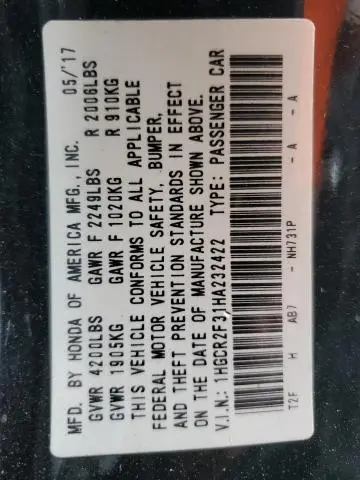 MFD. BY HONDA OF AMERICA MFG., INC. 05/'17
GVWR 4200LBS GAWR F 2249LBS R 2006LBS
GVWR 1905KG GAWR F 1020KG R 910KG
THIS VEHICLE CONFORMS TO ALL APPLICABLE
FEDERAL MOTOR VEHICLE SAFETY, BUMPER,
AND THEFT PREVENTION STANDARDS IN EFFECT
ON THE DATE OF MANUFACTURE SHOWN ABOVE.
V.I.N.: 1HGCR2F31HA232422 TYPE: PASSENGER CAR
T2F H AB7 - NH731P - A - A